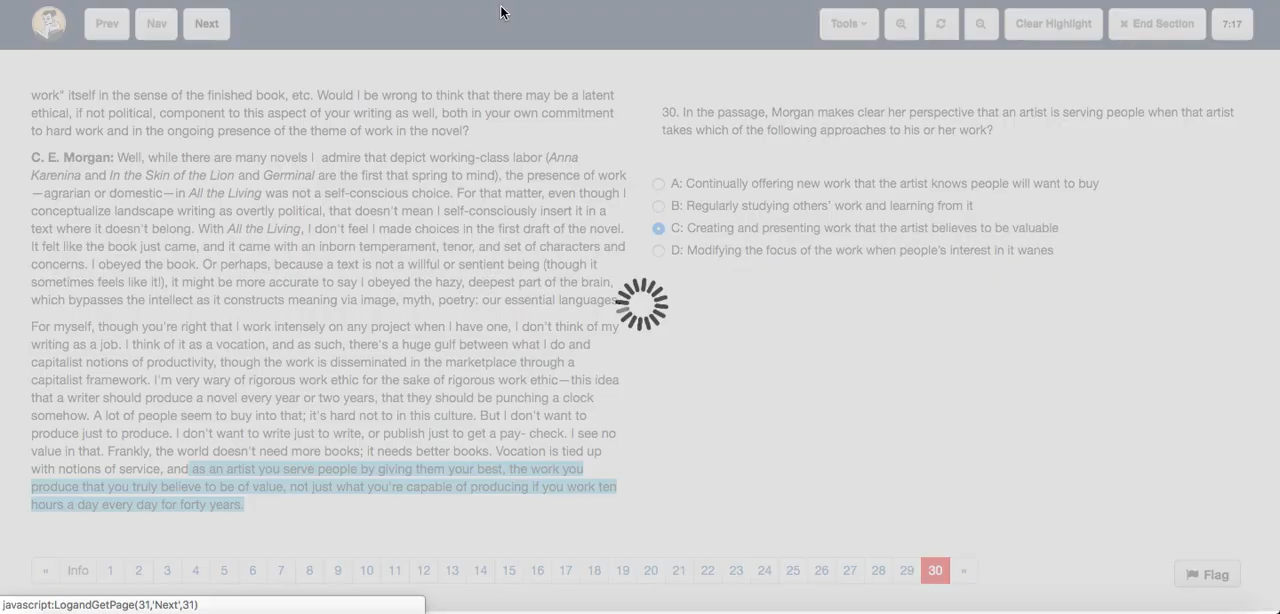 Prev
Nav
Next
Tools
Clear Highlight
✖ End Section
7:17
work" itself in the sense of the finished book, etc. Would I be wrong to think that there may be a latent
ethical, if not political, component to this aspect of your writing as well, both in your own commitment
to hard work and in the ongoing presence of the theme of work in the novel?
C. E. Morgan: Well, while there are many novels I admire that depict working-class labor (Anna
Karenina and In the Skin of the Lion and Germinal are the first that spring to mind), the presence of work
—agrarian or domestic—in All the Living was not a self-conscious choice. For that matter, even though I
conceptualize landscape writing as overtly political, that doesn't mean I self-consciously insert it in a
text where it doesn't belong. With All the Living, I don't feel I made choices in the first draft of the novel.
It felt like the book just came, and it came with an inborn temperament, tenor, and set of characters and
concerns. I obeyed the book. Or perhaps, because a text is not a willful or sentient being (though it
sometimes feels like it!), it might be more accurate to say I obeyed the hazy, deepest part of the brain,
which bypasses the intellect as it constructs meaning via image, myth, poetry: our essential languages.
For myself, though you're right that I work intensely on any project when I have one, I don't think of my
writing as a job. I think of it as a vocation, and as such, there's a huge gulf between what I do and
capitalist notions of productivity, though the work is disseminated in the marketplace through a
capitalist framework. I'm very wary of rigorous work ethic for the sake of rigorous work ethic—this idea
that a writer should produce a novel every year or two years, that they should be punching a clock
somehow. A lot of people seem to buy into that; it's hard not to in this culture. But I don't want to
produce just to produce. I don't want to write just to write, or publish just to get a pay- check. I see no
value in that. Frankly, the world doesn't need more books; it needs better books. Vocation is tied up
with notions of service, and as an artist you serve people by giving them your best, the work you
produce that you truly believe to be of value, not just what you're capable of producing if you work ten
hours a day every day for forty years.
30. In the passage, Morgan makes clear her perspective that an artist is serving people when that artist
takes which of the following approaches to his or her work?
A: Continually offering new work that the artist knows people will want to buy
B: Regularly studying others' work and learning from it
C: Creating and presenting work that the artist believes to be valuable
D: Modifying the focus of the work when people's interest in it wanes
« Info 1 2 3 4 5 6 7 8 9 10 11 12 13 14 15 16 17 18 19 20 21 22 23 24 25 26 27 28 29 30 »
Flag
javascript:LogandGetPage(31,'Next',31)